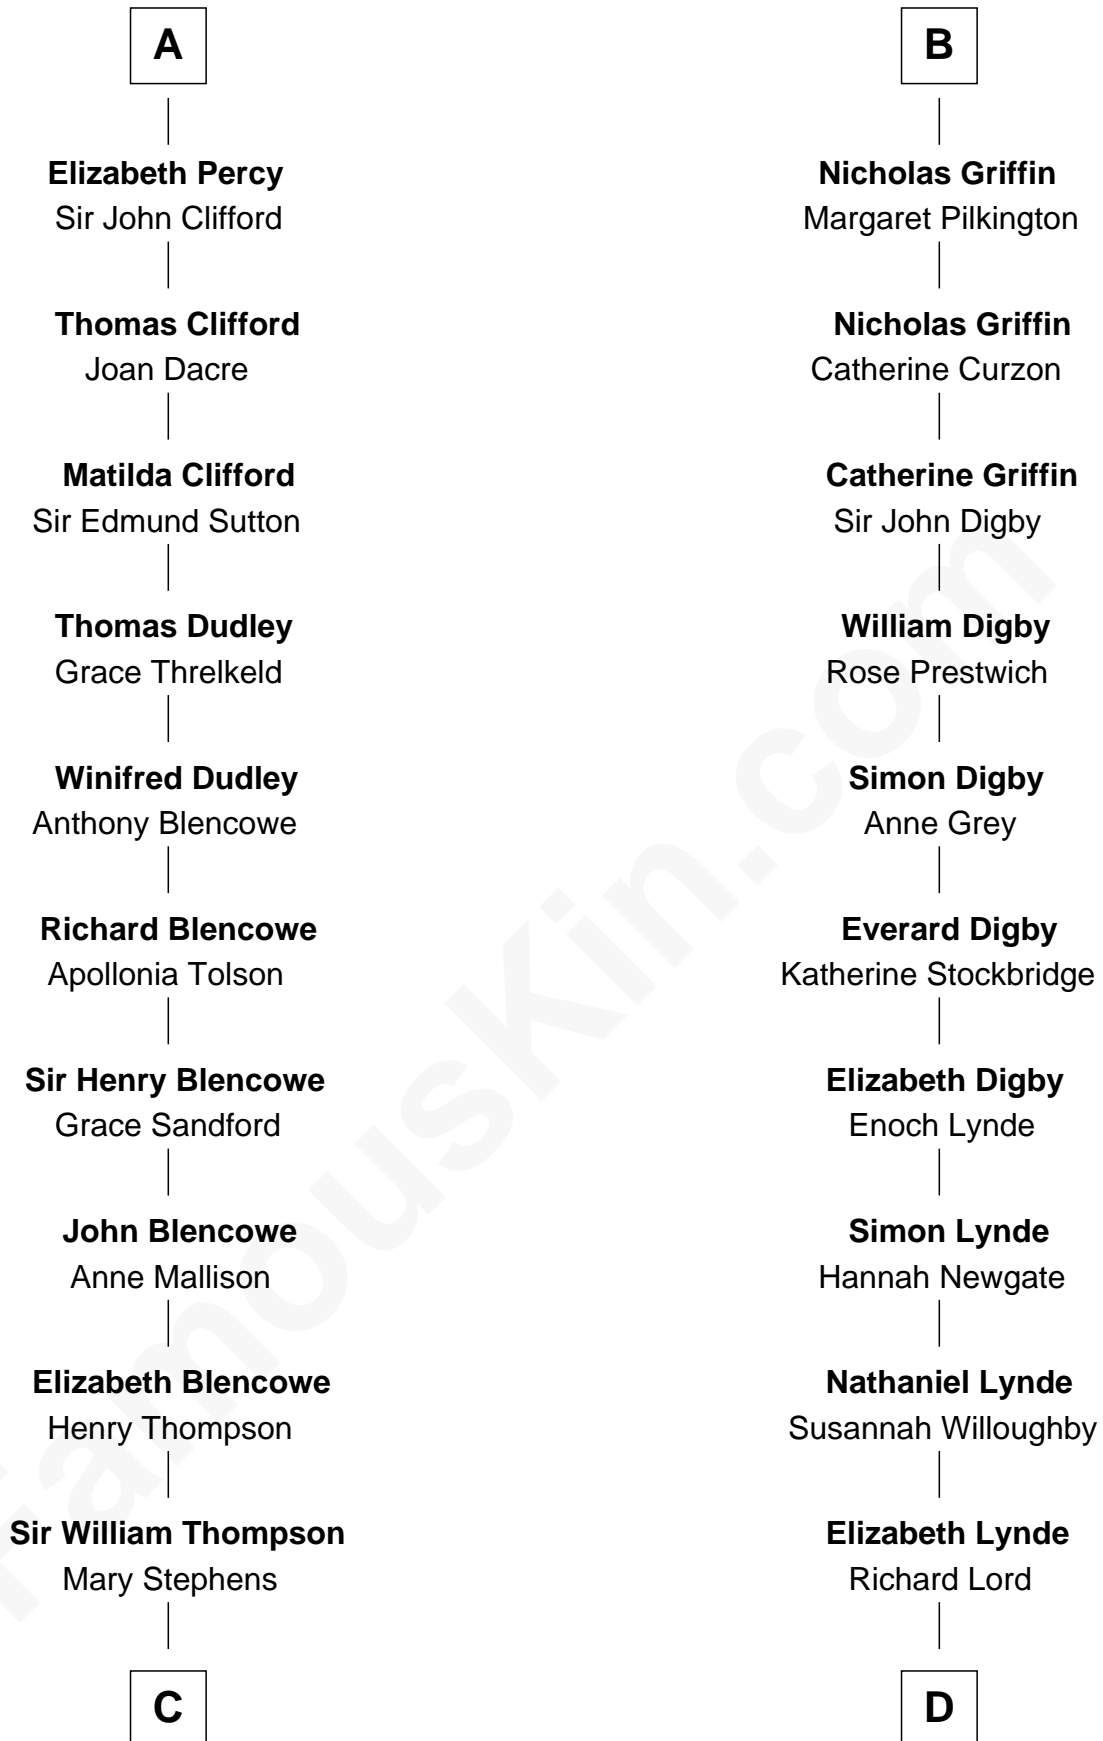 A
Elizabeth Percy
Sir John Clifford
Thomas Clifford
Joan Dacre
Matilda Clifford
Sir Edmund Sutton
Thomas Dudley
Grace Threlkeld
Winifred Dudley
Anthony Blencowe
Richard Blencowe
Apollonia Tolson
Sir Henry Blencowe
Grace Sandford
John Blencowe
Anne Mallison
Elizabeth Blencowe
Henry Thompson
Sir William Thompson
Mary Stephens
C
B
Nicholas Griffin
Margaret Pilkington
Nicholas Griffin
Catherine Curzon
Catherine Griffin
Sir John Digby
William Digby
Rose Prestwich
Simon Digby
Anne Grey
Everard Digby
Katherine Stockbridge
Elizabeth Digby
Enoch Lynde
Simon Lynde
Hannah Newgate
Nathaniel Lynde
Susannah Willoughby
Elizabeth Lynde
Richard Lord
D
FamousKin.com